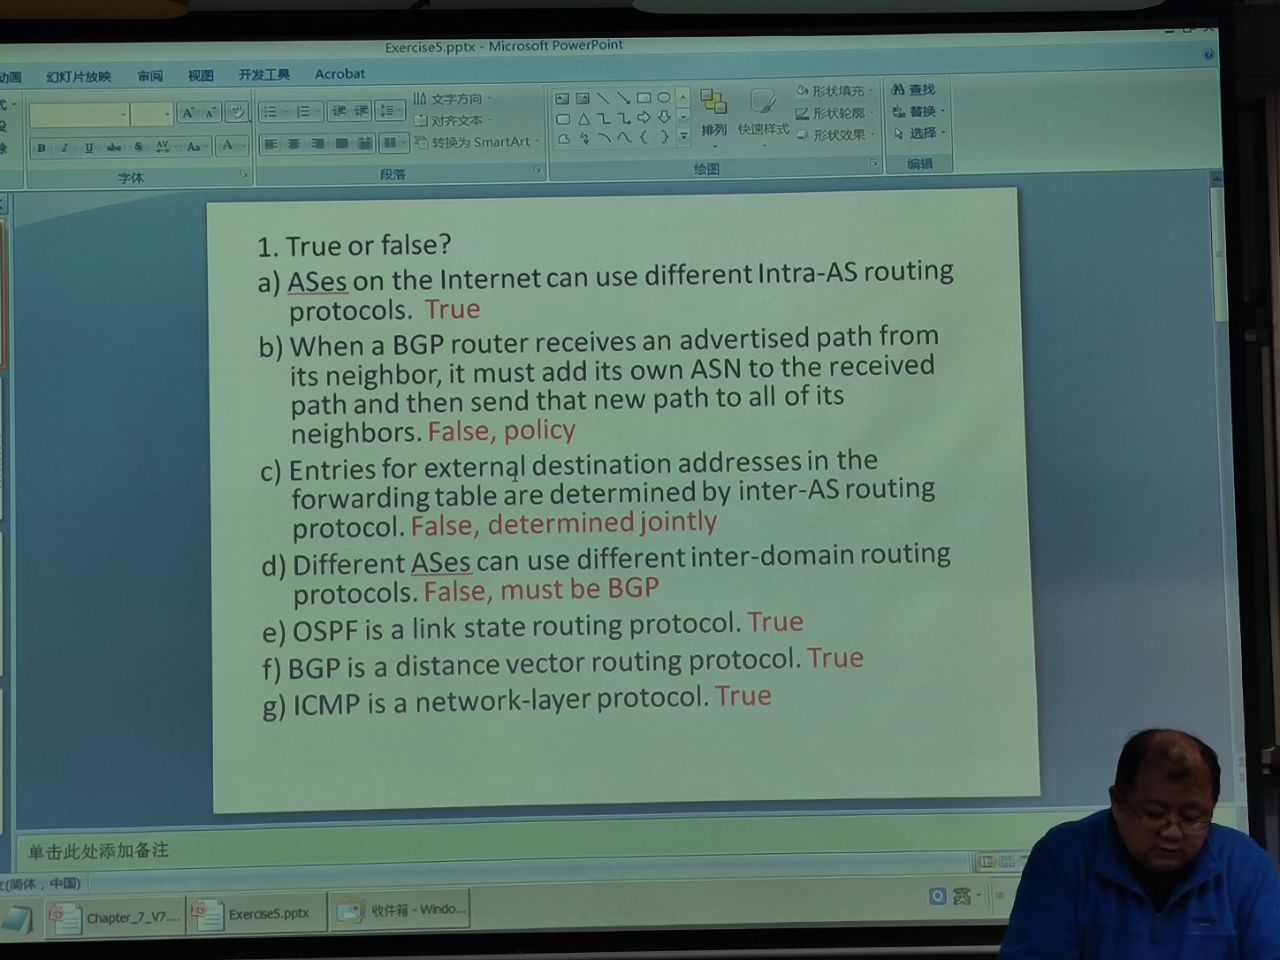 Exercise5.pptx - Microsoft PowerPoint
动画 幻灯片放映 审阅 视图 开发工具 Acrobat
文字方向
对齐文本
转换为 SmartArt
排列 快速样式
形状填充
形状轮廓
形状效果
查找
替换
选择
字体 段落 绘图 编辑
1. True or false?
a) ASes on the Internet can use different Intra-AS routing
protocols. True
b) When a BGP router receives an advertised path from
its neighbor, it must add its own ASN to the received
path and then send that new path to all of its
neighbors. False, policy
c) Entries for external destination addresses in the
forwarding table are determined by inter-AS routing
protocol. False, determined jointly
d) Different ASes can use different inter-domain routing
protocols. False, must be BGP
e) OSPF is a link state routing protocol. True
f) BGP is a distance vector routing protocol. True
g) ICMP is a network-layer protocol. True
单击此处添加备注
(简体，中国)
Chapter_7_V7.... Exercise5.pptx 收件箱 - Windo... 英